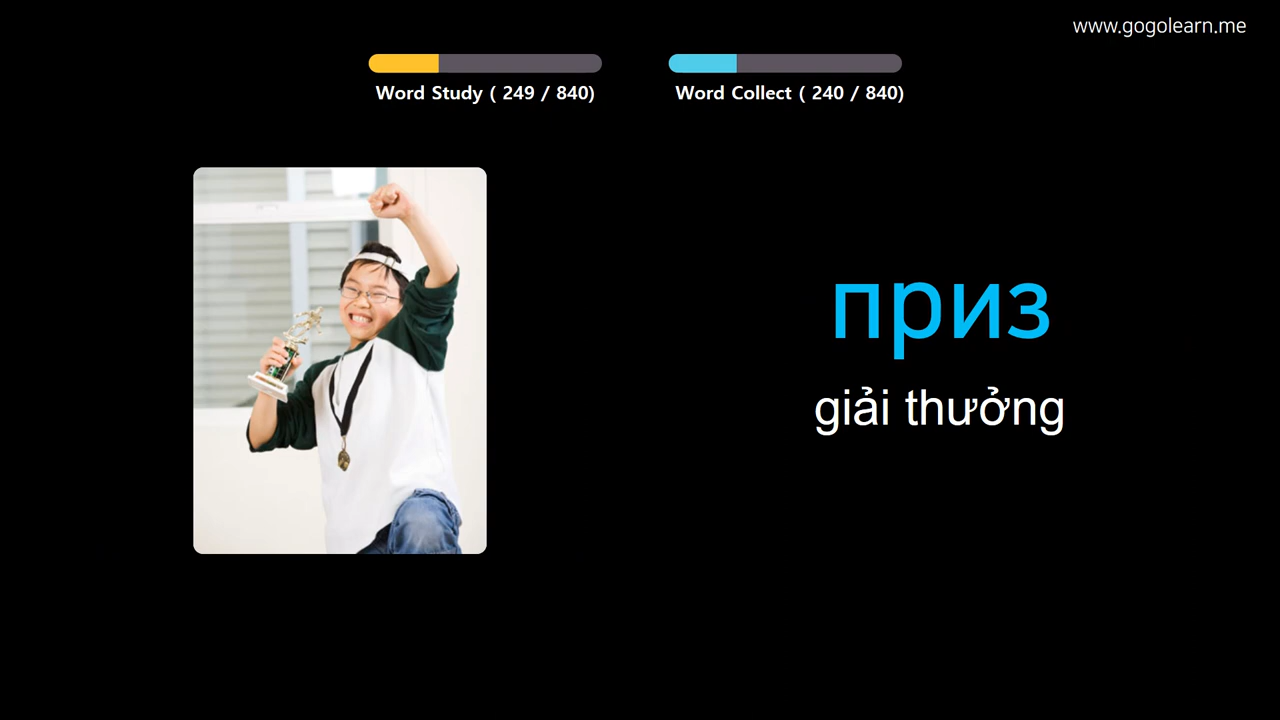 www.gogolearn.me
Word Study ( 249 / 840)
Word Collect ( 240 / 840)
приз
giải thưởng